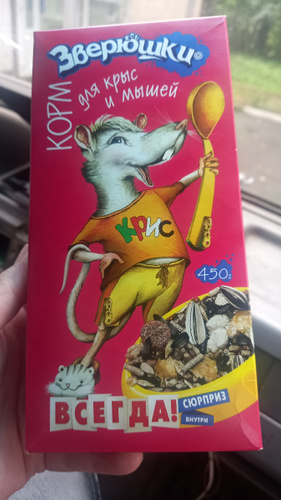 Зверюшки®
КОРМ
для крыс
и мышей
КРИС
450г
ВСЕГДА!
СЮРПРИЗ
ВНУТРИ